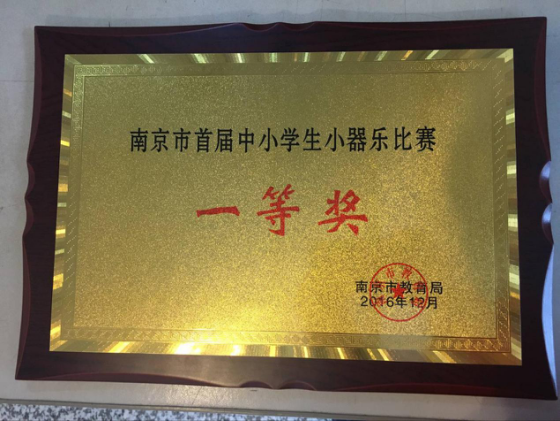 南京市首届中小学生小器乐比赛
一等奖
南京市教育局
2016年12月